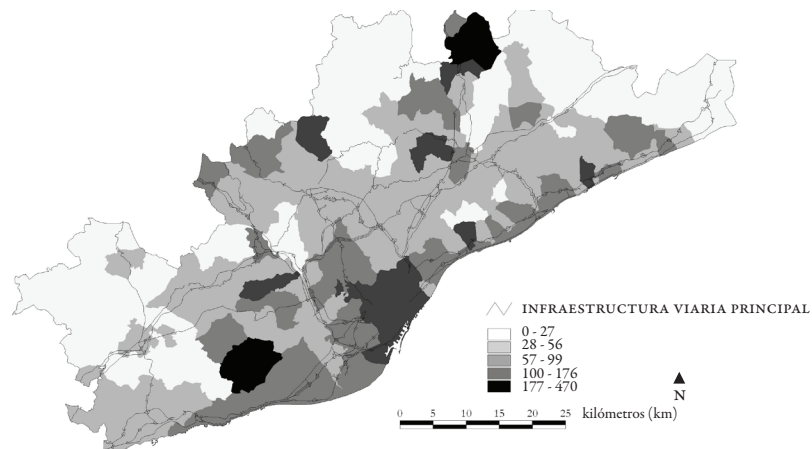 INFRAESTRUCTURA VIARIA PRINCIPAL
0 - 27
28 - 56
57 - 99
100 - 176
177 - 470
N
0 5 10 15 20 25 kilómetros (km)